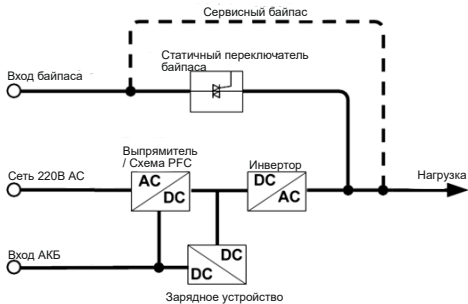 Сервисный байпас
Статичный переключатель
байпаса
Вход байпаса
Выпрямитель
/ Схема PFC
Инвертор
Сеть 220В АС
AC
DC
DC
AC
Нагрузка
Вход АКБ
DC
DC
Зарядное устройство